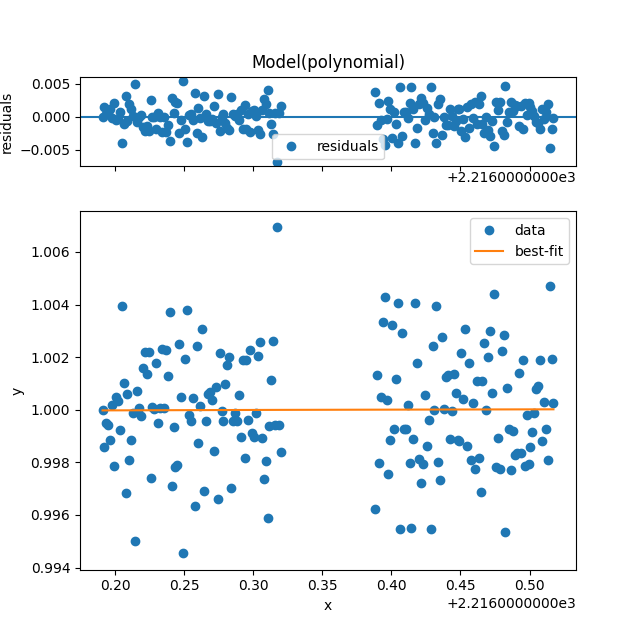 Model(polynomial)
0.005
0.000
−0.005
residuals
residuals
+2.2160000000e3
1.006
1.004
1.002
1.000
0.998
0.996
0.994
y
data
best-fit
0.20 0.25 0.30 0.35 0.40 0.45 0.50
x
+2.2160000000e3